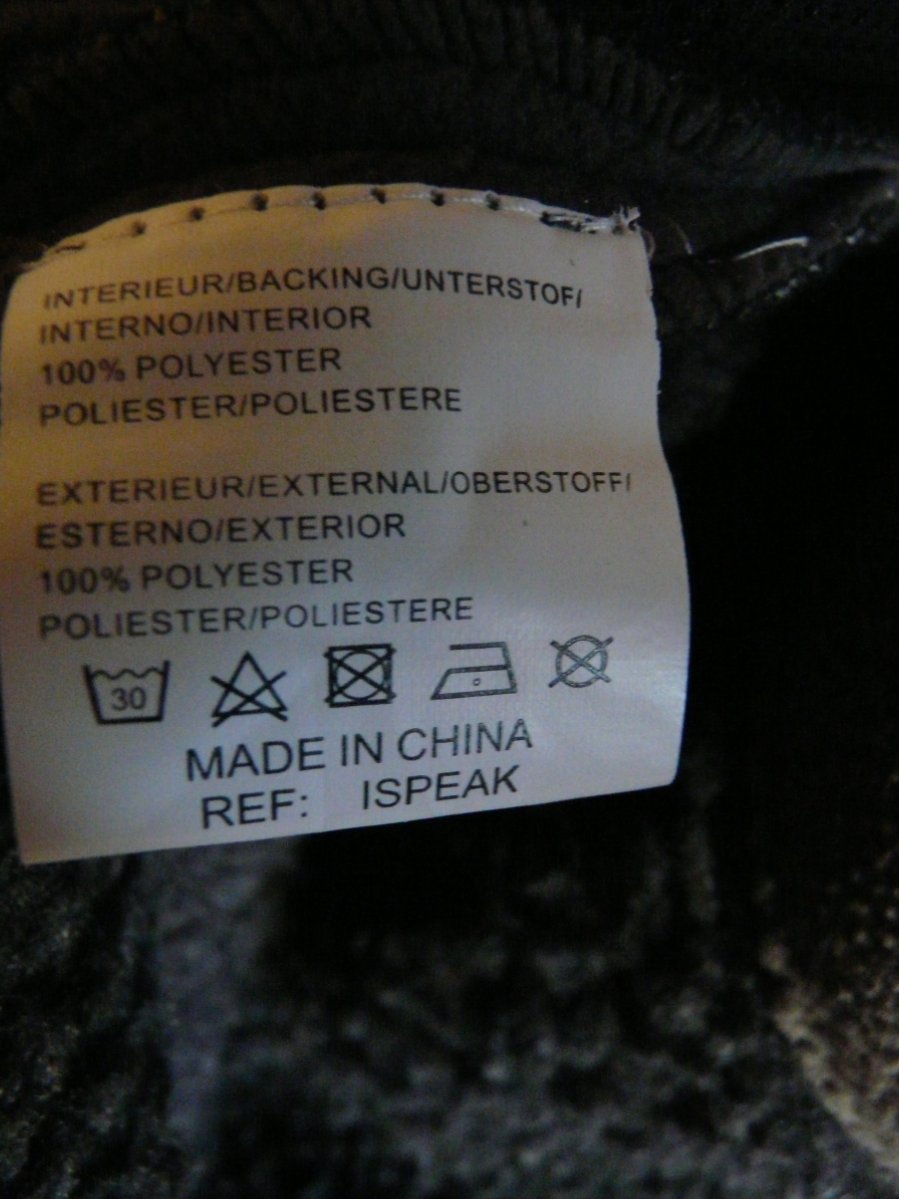 INTERIEUR/BACKING/UNTERSTOF/
INTERNO/INTERIOR
100% POLYESTER
POLIESTER/POLIESTERE
EXTERIEUR/EXTERNAL/OBERSTOFF/
ESTERNO/EXTERIOR
100% POLYESTER
POLIESTER/POLIESTERE
30
MADE IN CHINA
REF: ISPEAK